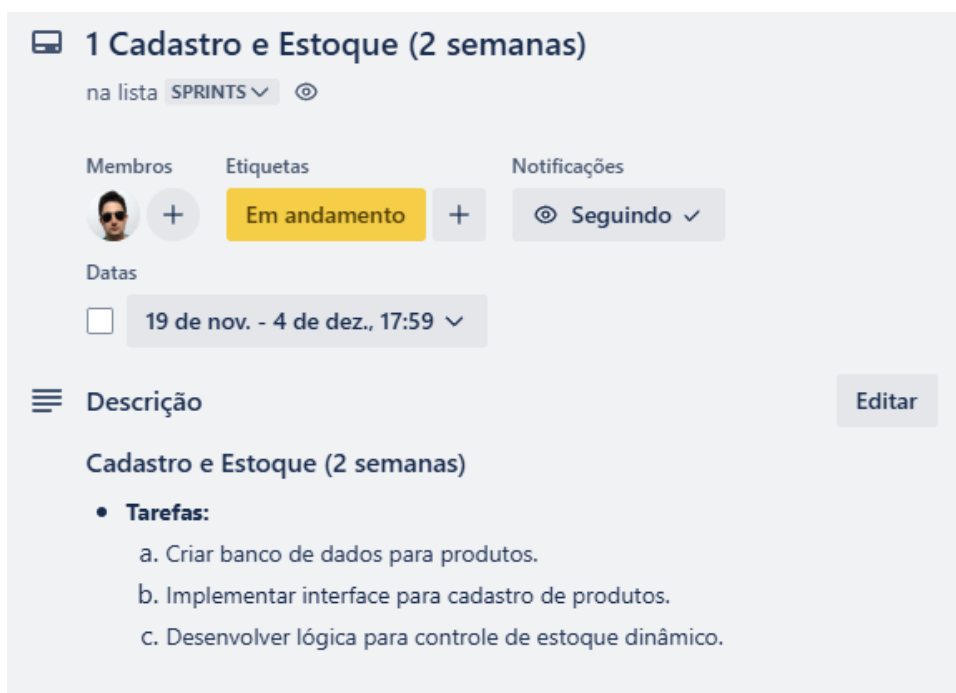 1 Cadastro e Estoque (2 semanas)
na lista SPRINTS
Membros Etiquetas Notificações
+ Em andamento + Seguindo ✓
Datas
19 de nov. - 4 de dez., 17:59
Descrição Editar
Cadastro e Estoque (2 semanas)
• Tarefas:
a. Criar banco de dados para produtos.
b. Implementar interface para cadastro de produtos.
c. Desenvolver lógica para controle de estoque dinâmico.